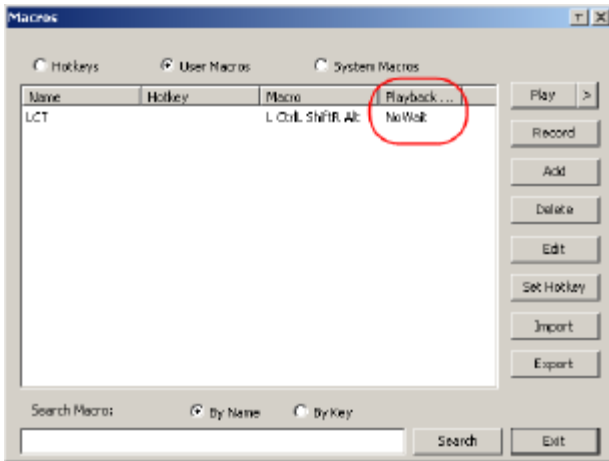 Macros
Hotkeys User Macros System Macros
Name Hotkey Macro Playback ...
LCT L Ctrl, ShiftR, Alt NoWait
Play >
Record
Add
Delete
Edit
Set Hotkey
Import
Export
Search Macro: By Name By Key
Search Exit